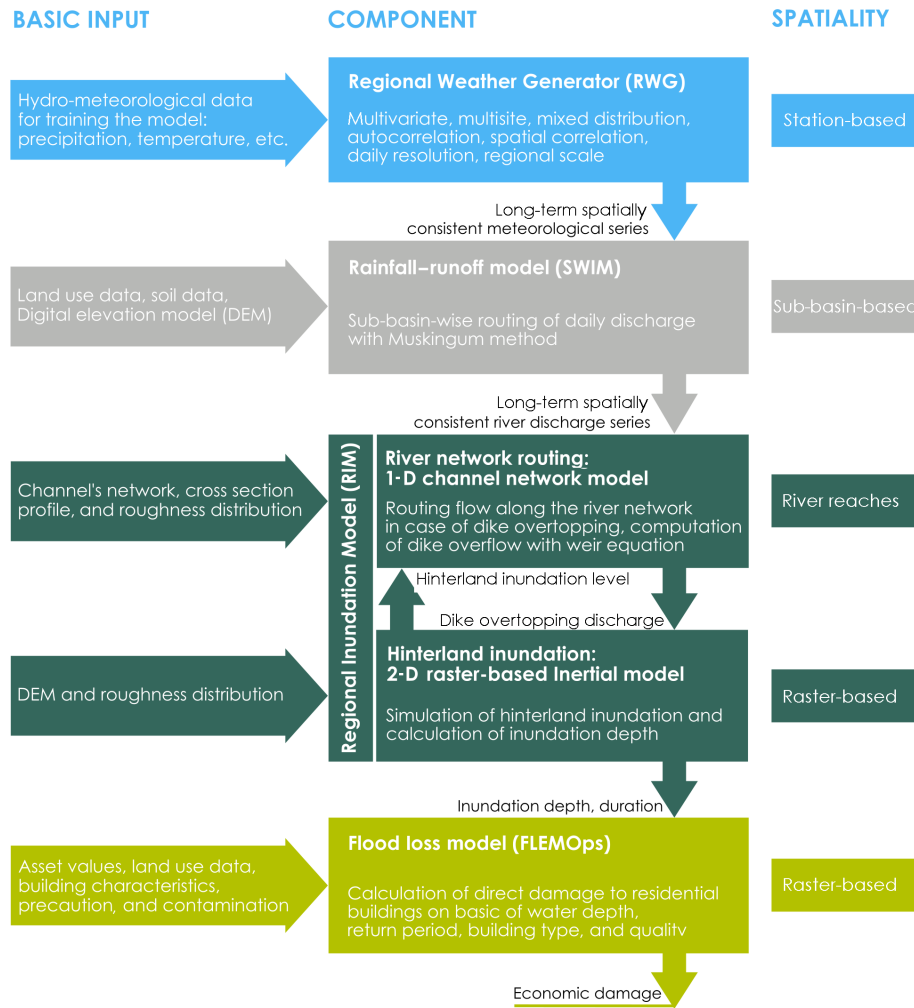 BASIC INPUT
COMPONENT
SPATIALITY
Hydro-meteorological data
for training the model:
precipitation, temperature, etc.
Regional Weather Generator (RWG)
Multivariate, multisite, mixed distribution,
autocorrelation, spatial correlation,
daily resolution, regional scale
Station-based
Long-term spatially
consistent meteorological series
Land use data, soil data,
Digital elevation model (DEM)
Rainfall–runoff model (SWIM)
Sub-basin-wise routing of daily discharge
with Muskingum method
Sub-basin-based
Long-term spatially
consistent river discharge series
Regional Inundation Model (RIM)
Channel's network, cross section
profile, and roughness distribution
River network routing:
1-D channel network model
Routing flow along the river network
in case of dike overtopping, computation
of dike overflow with weir equation
River reaches
Hinterland inundation level
Dike overtopping discharge
DEM and roughness distribution
Hinterland inundation:
2-D raster-based Inertial model
Simulation of hinterland inundation and
calculation of inundation depth
Raster-based
Inundation depth, duration
Asset values, land use data,
building characteristics,
precaution, and contamination
Flood loss model (FLEMOps)
Calculation of direct damage to residential
buildings on basic of water depth,
return period, building type, and quality
Raster-based
Economic damage